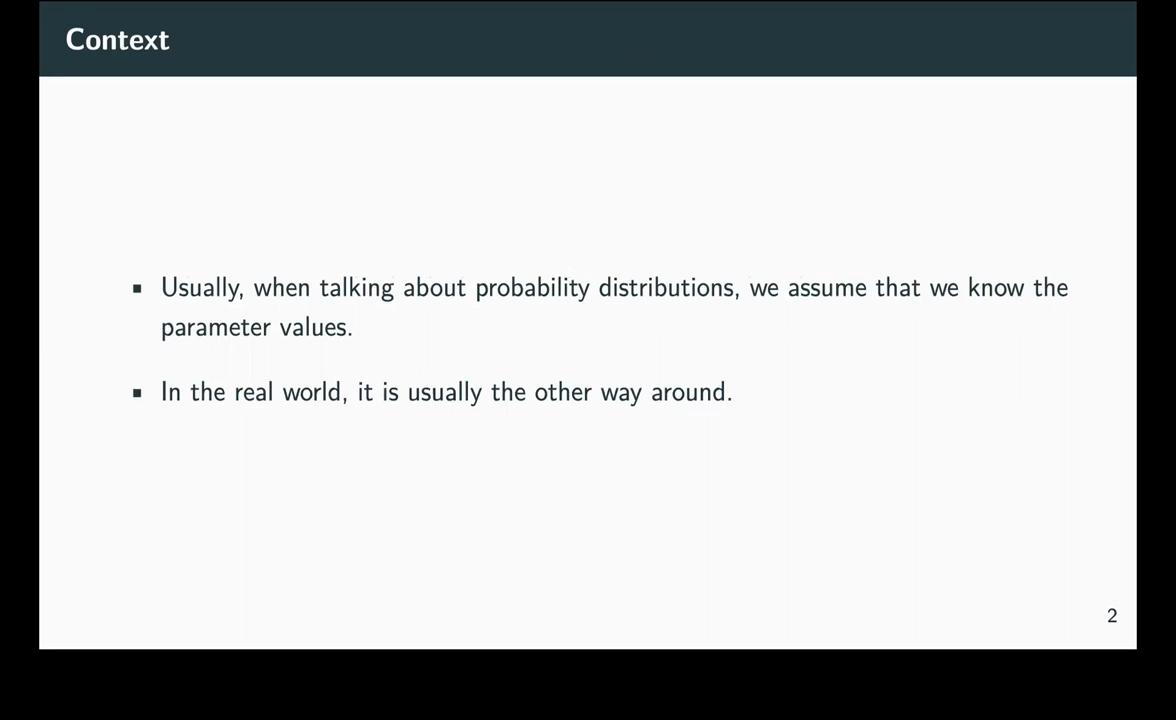 Context
▪ Usually, when talking about probability distributions, we assume that we know the
parameter values.
▪ In the real world, it is usually the other way around.
2